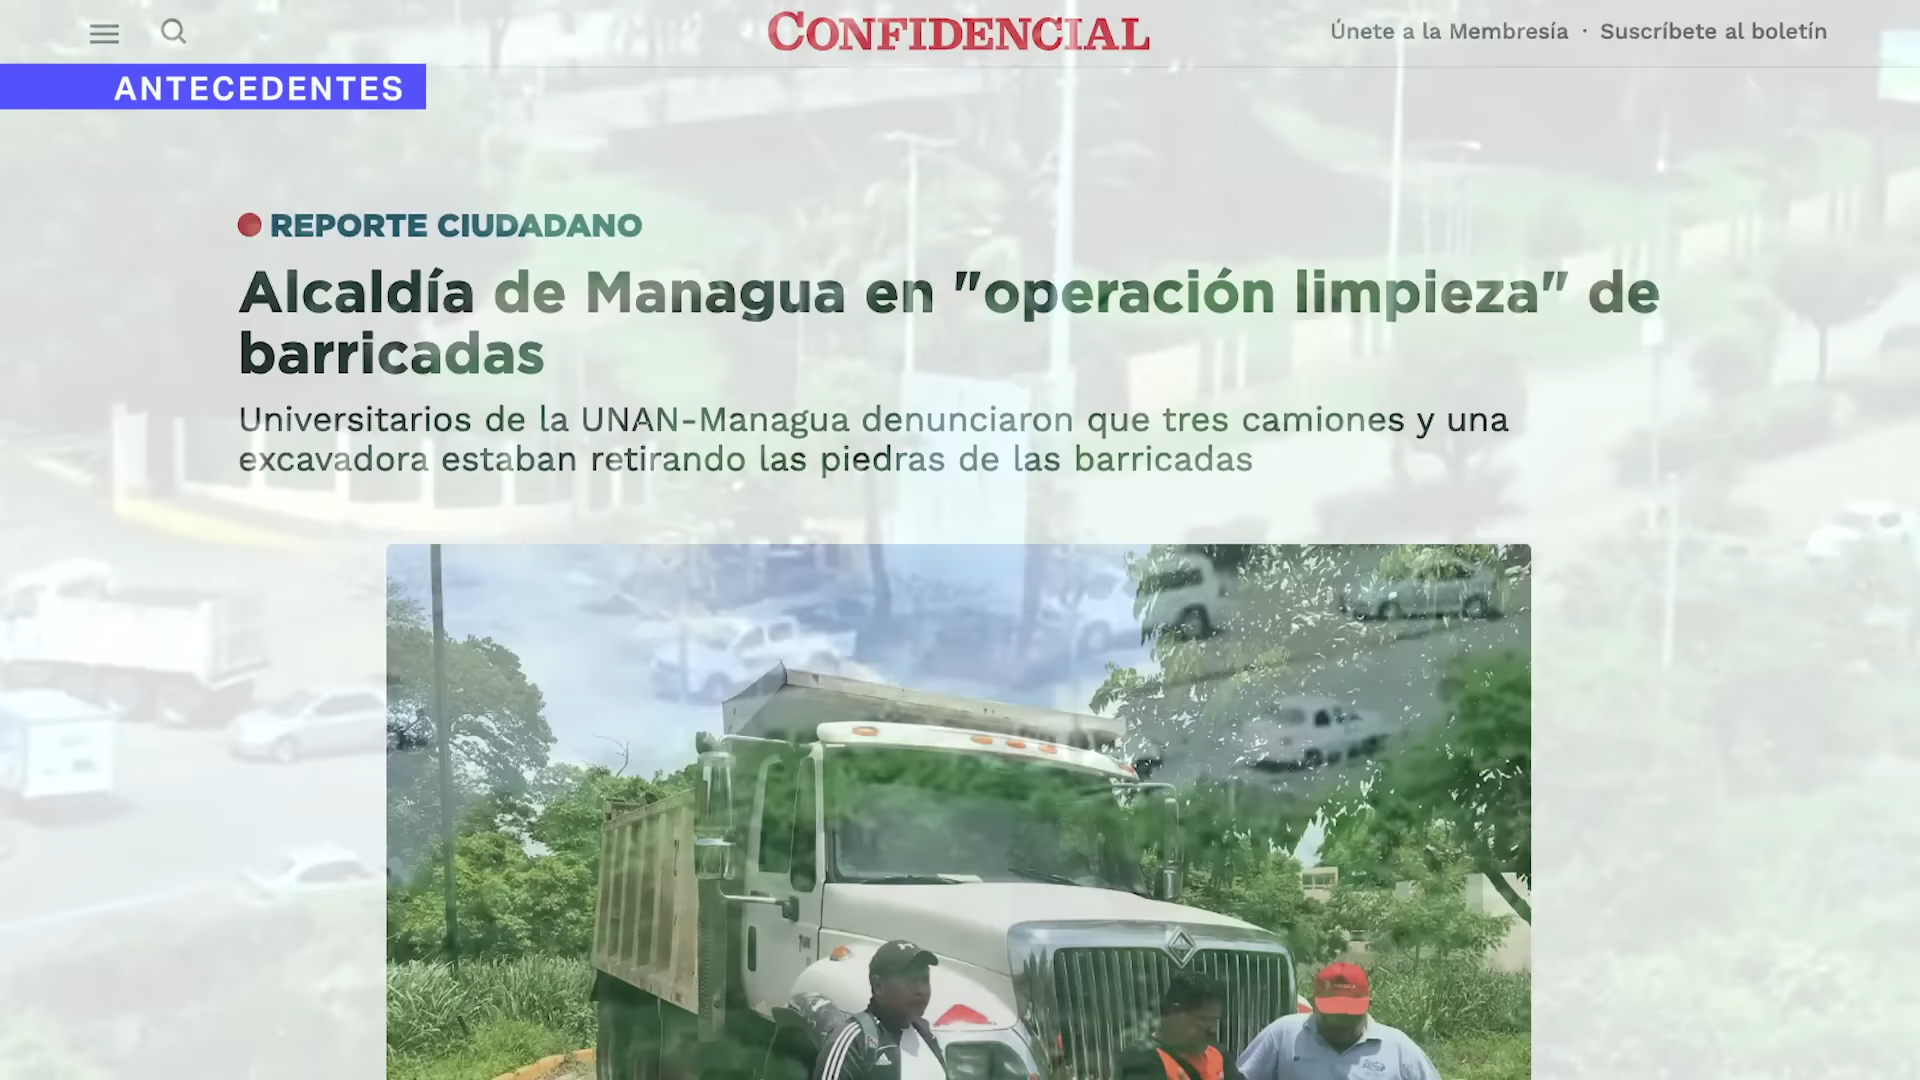 CONFIDENCIAL
Únete a la Membresía · Suscríbete al boletín
ANTECEDENTES
REPORTE CIUDADANO
Alcaldía de Managua en "operación limpieza" de
barricadas
Universitarios de la UNAN-Managua denunciaron que tres camiones y una
excavadora estaban retirando las piedras de las barricadas